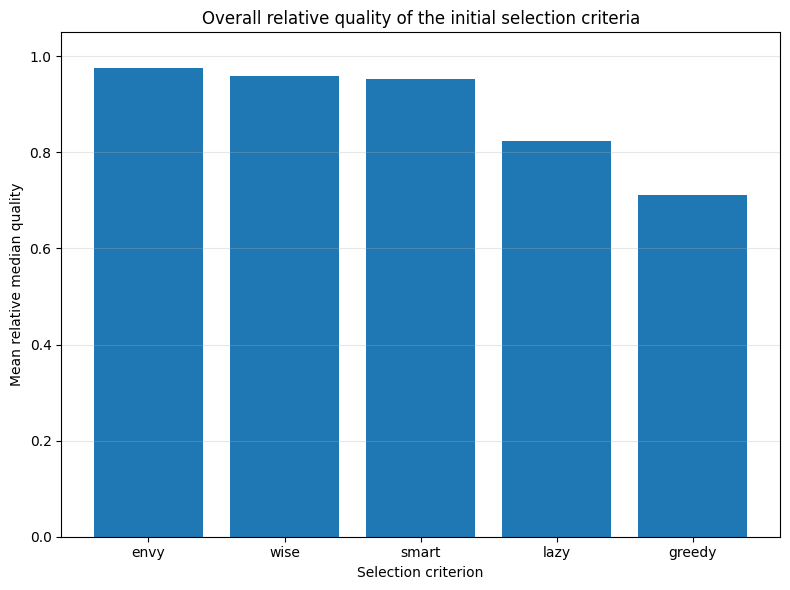 Overall relative quality of the initial selection criteria
Mean relative median quality
1.0
0.8
0.6
0.4
0.2
0.0
envy wise smart lazy greedy
Selection criterion